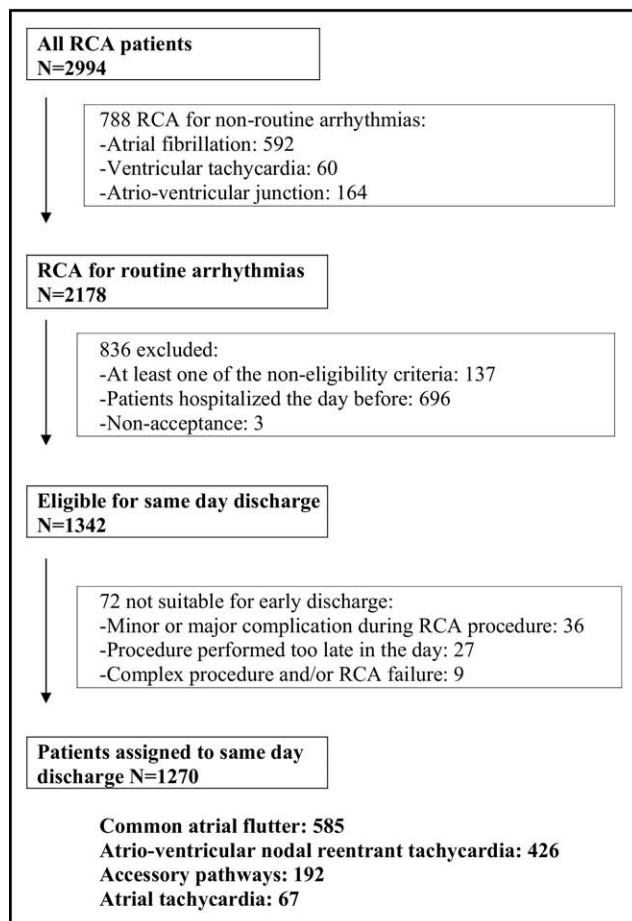 All RCA patients
N=2994
788 RCA for non-routine arrhythmias:
-Atrial fibrillation: 592
-Ventricular tachycardia: 60
-Atrio-ventricular junction: 164
RCA for routine arrhythmias
N=2178
836 excluded:
-At least one of the non-eligibility criteria: 137
-Patients hospitalized the day before: 696
-Non-acceptance: 3
Eligible for same day discharge
N=1342
72 not suitable for early discharge:
-Minor or major complication during RCA procedure: 36
-Procedure performed too late in the day: 27
-Complex procedure and/or RCA failure: 9
Patients assigned to same day
discharge N=1270
Common atrial flutter: 585
Atrio-ventricular nodal reentrant tachycardia: 426
Accessory pathways: 192
Atrial tachycardia: 67